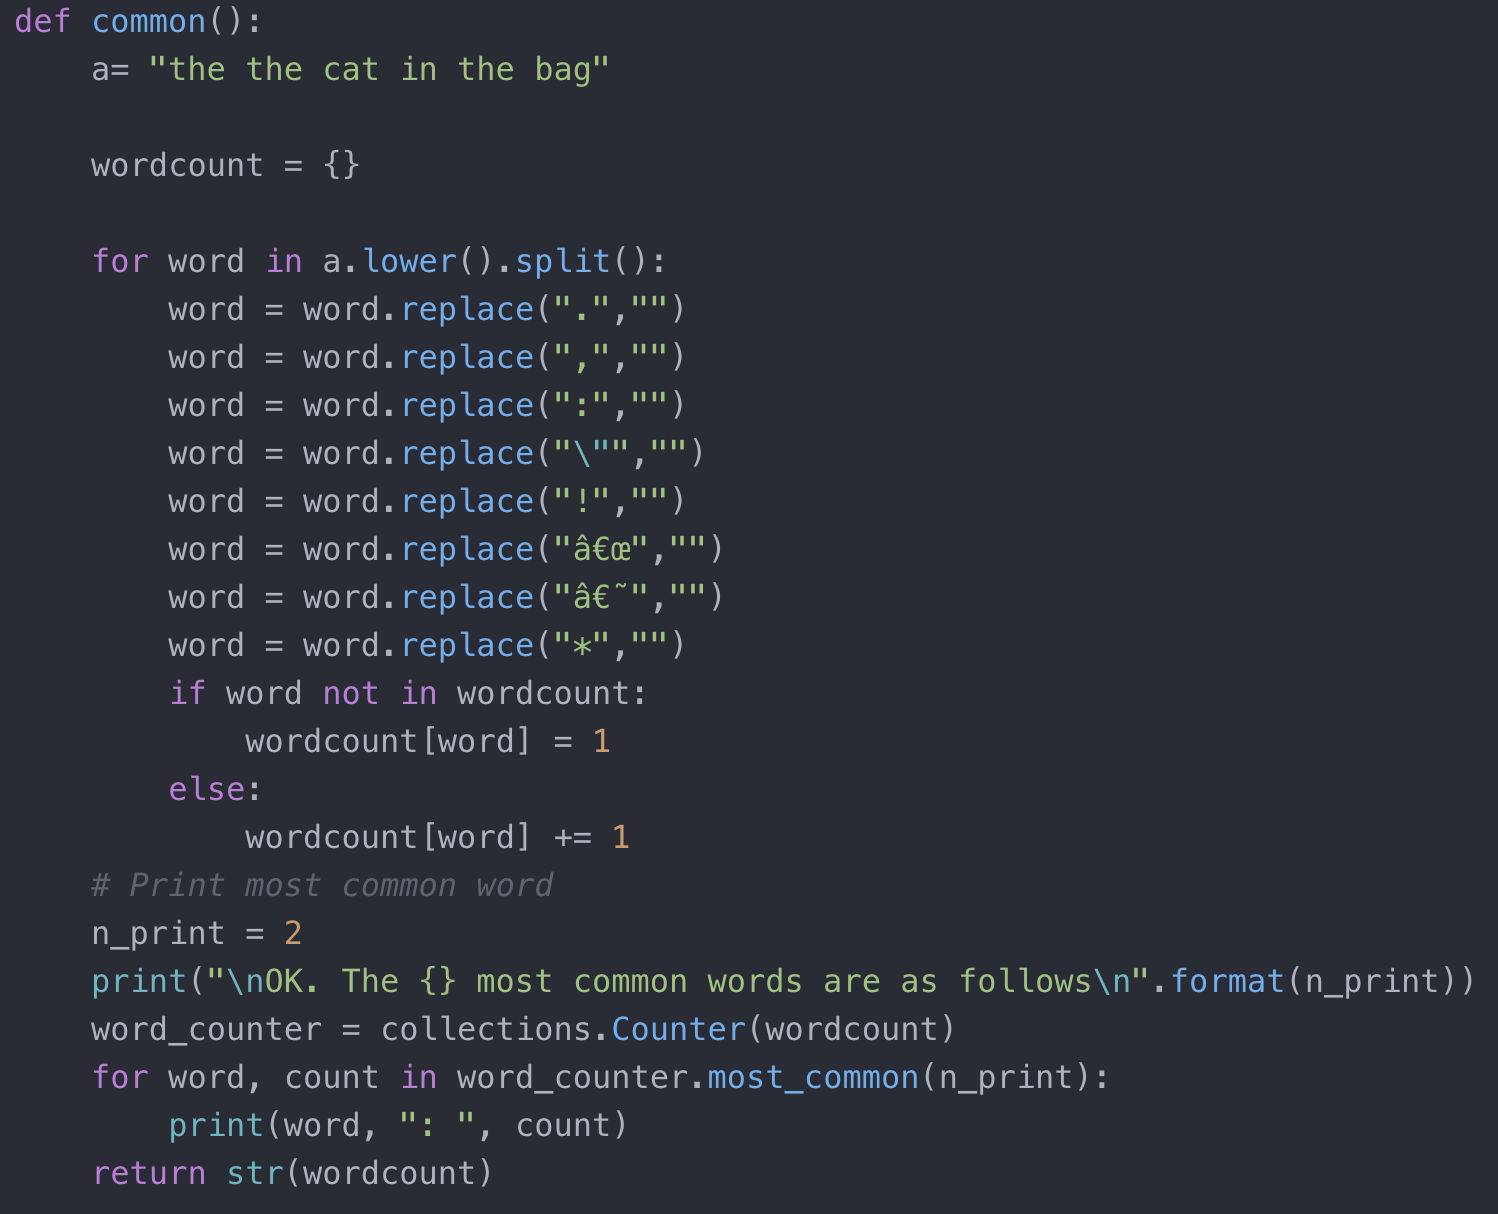 def common():
    a= "the the cat in the bag"

    wordcount = {}

    for word in a.lower().split():
        word = word.replace(".","")
        word = word.replace(",","")
        word = word.replace(":","")
        word = word.replace("\"","")
        word = word.replace("!","")
        word = word.replace("â€œ","")
        word = word.replace("â€˜","")
        word = word.replace("*","")
        if word not in wordcount:
            wordcount[word] = 1
        else:
            wordcount[word] += 1
    # Print most common word
    n_print = 2
    print("\nOK. The {} most common words are as follows\n".format(n_print))
    word_counter = collections.Counter(wordcount)
    for word, count in word_counter.most_common(n_print):
        print(word, ": ", count)
    return str(wordcount)